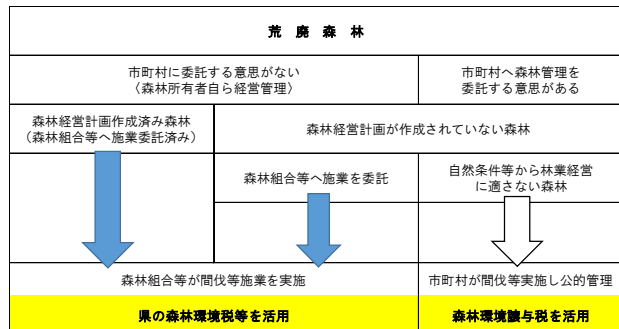 荒 廃 森 林
市町村に委託する意思がない
〈森林所有者自ら経営管理〉
市町村へ森林管理を
委託する意思がある
森林経営計画作成済み森林
（森林組合等へ施業委託済み）
森林経営計画が作成されていない森林
森林組合等へ施業を委託
自然条件等から林業経営
に適さない森林
森林組合等が間伐等施業を実施
市町村が間伐等実施し公的管理
県の森林環境税等を活用
森林環境譲与税を活用